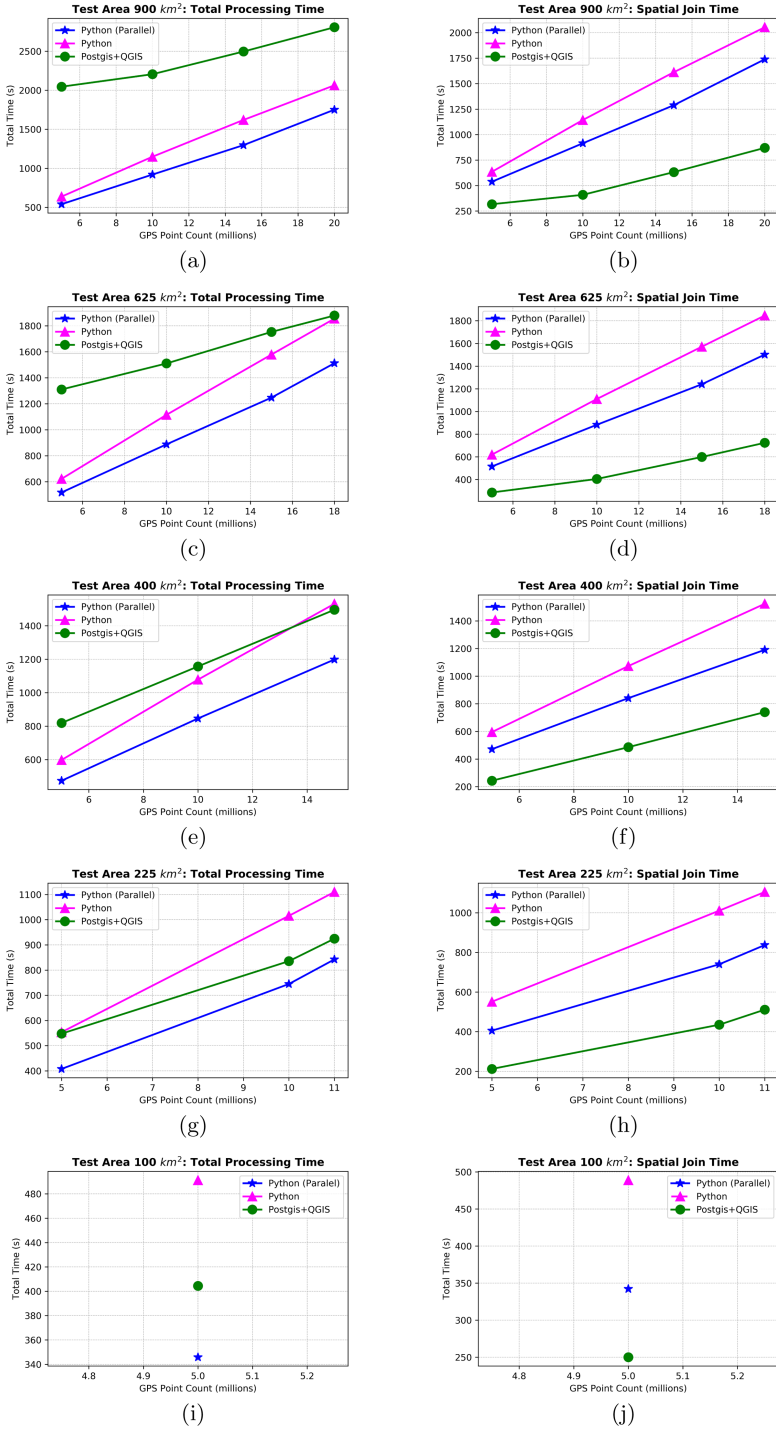 Test Area 900 km²: Total Processing Time
Python (Parallel)
Python
Postgis+QGIS
Total Time (s)
2500
2000
1500
1000
500
6 8 10 12 14 16 18 20
GPS Point Count (millions)
(a)
Test Area 900 km²: Spatial Join Time
Python (Parallel)
Python
Postgis+QGIS
Total Time (s)
2000
1750
1500
1250
1000
750
500
250
6 8 10 12 14 16 18 20
GPS Point Count (millions)
(b)
Test Area 625 km²: Total Processing Time
Python (Parallel)
Python
Postgis+QGIS
Total Time (s)
1800
1600
1400
1200
1000
800
600
6 8 10 12 14 16 18
GPS Point Count (millions)
(c)
Test Area 625 km²: Spatial Join Time
Python (Parallel)
Python
Postgis+QGIS
Total Time (s)
1800
1600
1400
1200
1000
800
600
400
6 8 10 12 14 16 18
GPS Point Count (millions)
(d)
Test Area 400 km²: Total Processing Time
Python (Parallel)
Python
Postgis+QGIS
Total Time (s)
1400
1200
1000
800
600
6 8 10 12 14
GPS Point Count (millions)
(e)
Test Area 400 km²: Spatial Join Time
Python (Parallel)
Python
Postgis+QGIS
Total Time (s)
1400
1200
1000
800
600
400
200
6 8 10 12 14
GPS Point Count (millions)
(f)
Test Area 225 km²: Total Processing Time
Python (Parallel)
Python
Postgis+QGIS
Total Time (s)
1100
1000
900
800
700
600
500
400
5 6 7 8 9 10 11
GPS Point Count (millions)
(g)
Test Area 225 km²: Spatial Join Time
Python (Parallel)
Python
Postgis+QGIS
Total Time (s)
1000
800
600
400
200
5 6 7 8 9 10 11
GPS Point Count (millions)
(h)
Test Area 100 km²: Total Processing Time
Python (Paralel)
Python
Postgis+QGIS
Total Time (s)
480
460
440
420
400
380
360
340
4.8 4.9 5.0 5.1 5.2
GPS Point Count (millions)
(i)
Test Area 100 km²: Spatial Join Time
Python (Parallel)
Python
Postgis+QGIS
Total Time (s)
500
450
400
350
300
250
4.8 4.9 5.0 5.1 5.2
GPS Point Count (millions)
(j)